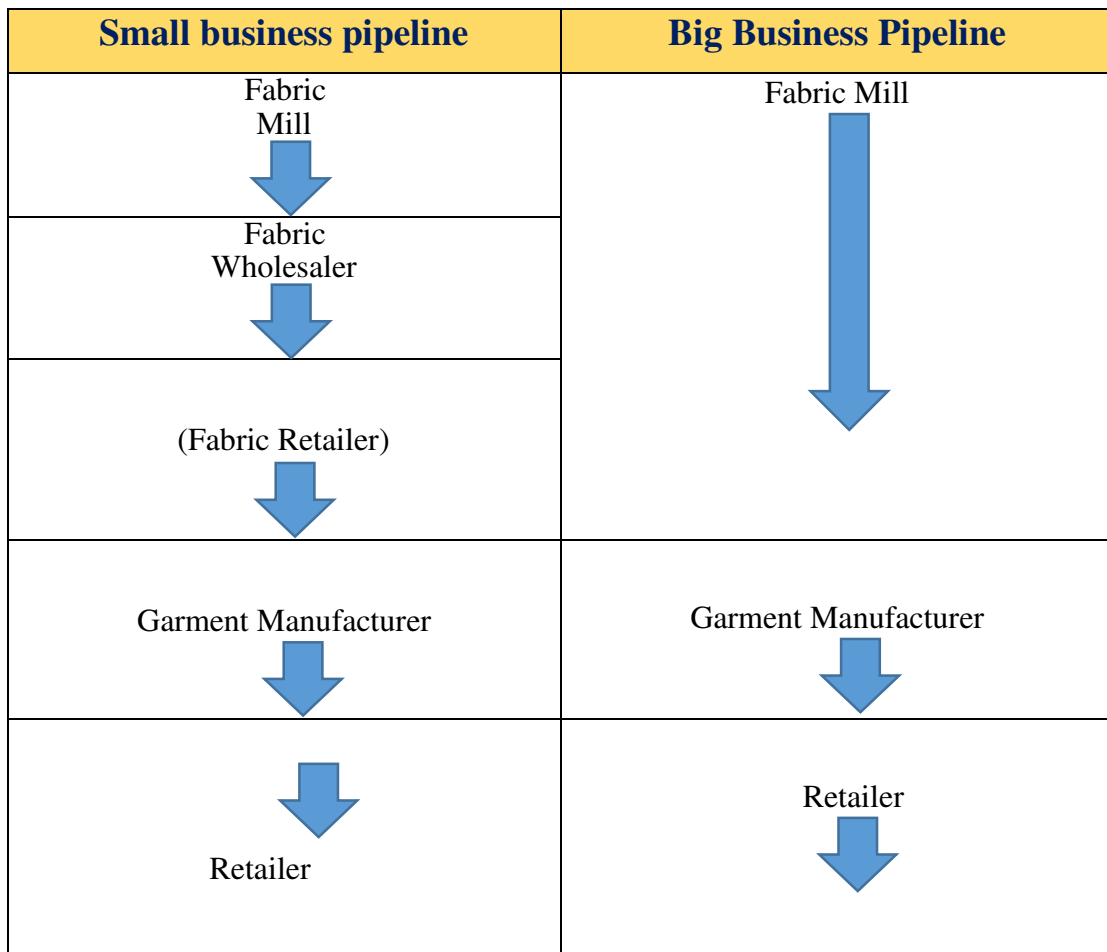 Small business pipeline
Big Business Pipeline
Fabric
Mill
Fabric Mill
Fabric
Wholesaler
(Fabric Retailer)
Garment Manufacturer
Garment Manufacturer
Retailer
Retailer